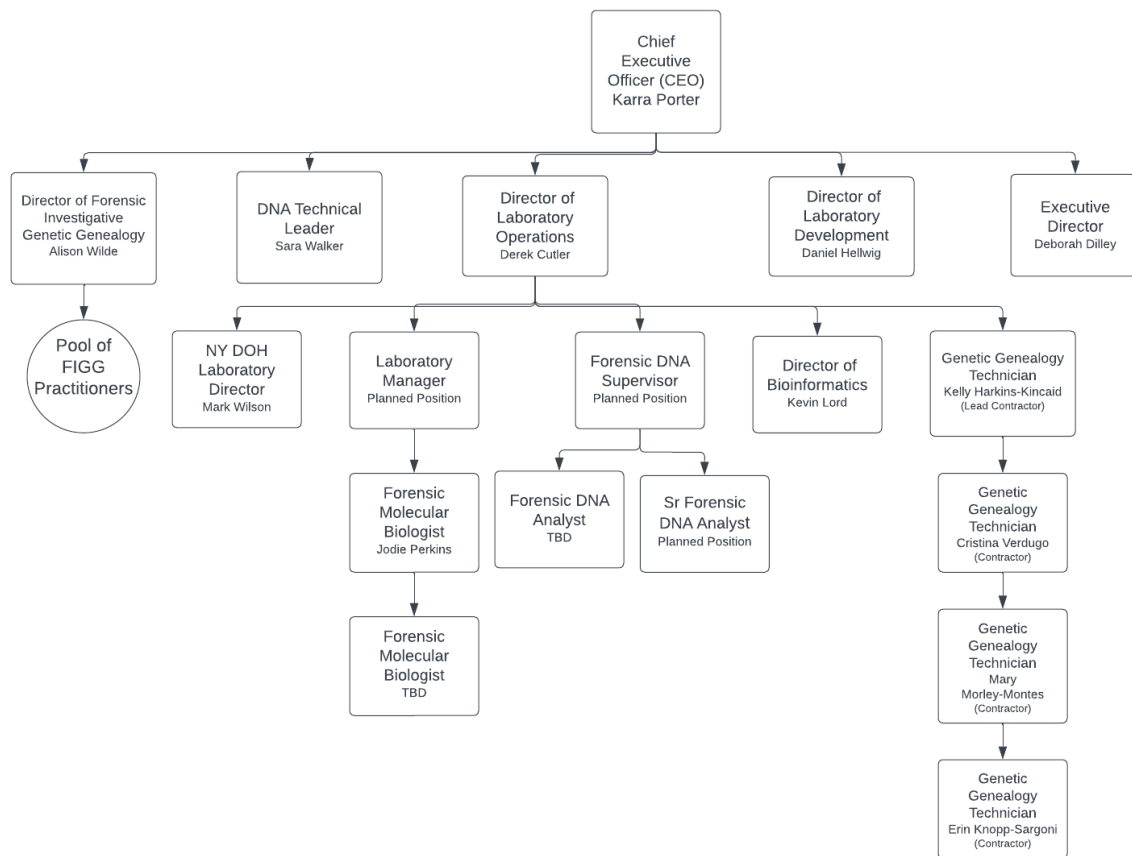 Chief
Executive
Officer (CEO)
Karra Porter
Director of Forensic
Investigative
Genetic Genealogy
Alison Wilde
DNA Technical
Leader
Sara Walker
Director of
Laboratory
Operations
Derek Cutler
Director of
Laboratory
Development
Daniel Hellwig
Executive
Director
Deborah Dilley
Pool of
FIGG
Practitioners
NY DOH
Laboratory
Director
Mark Wilson
Laboratory
Manager
Planned Position
Forensic DNA
Supervisor
Planned Position
Director of
Bioinformatics
Kevin Lord
Genetic Genealogy
Technician
Kelly Harkins-Kincaid
(Lead Contractor)
Forensic
Molecular
Biologist
Jodie Perkins
Forensic DNA
Analyst
TBD
Sr Forensic
DNA Analyst
Planned Position
Genetic
Genealogy
Technician
Cristina Verdugo
(Contractor)
Forensic
Molecular
Biologist
TBD
Genetic
Genealogy
Technician
Mary
Morley-Montes
(Contractor)
Genetic
Genealogy
Technician
Erin Knopp-Sargoni
(Contractor)